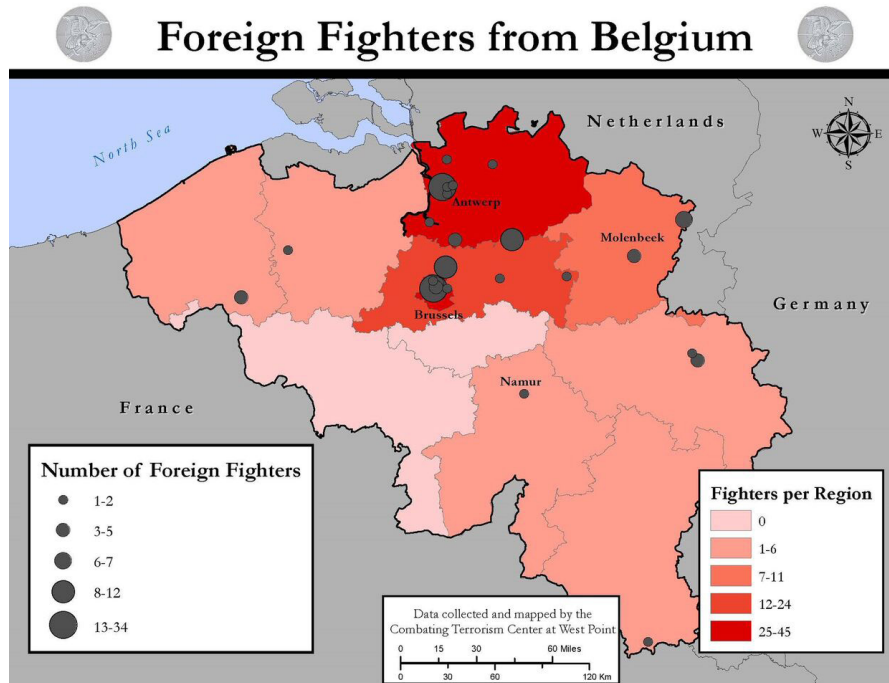 Foreign Fighters from Belgium
North Sea
Netherlands
N
W E
S
Antwerp
Molenbeek
Germany
Brussels
Namur
France
Number of Foreign Fighters
1-2
3-5
6-7
8-12
13-34
Fighters per Region
0
1-6
7-11
12-24
25-45
Data collected and mapped by the
Combating Terrorism Center at West Point
0 15 30 60 Miles
0 30 60 120 Km